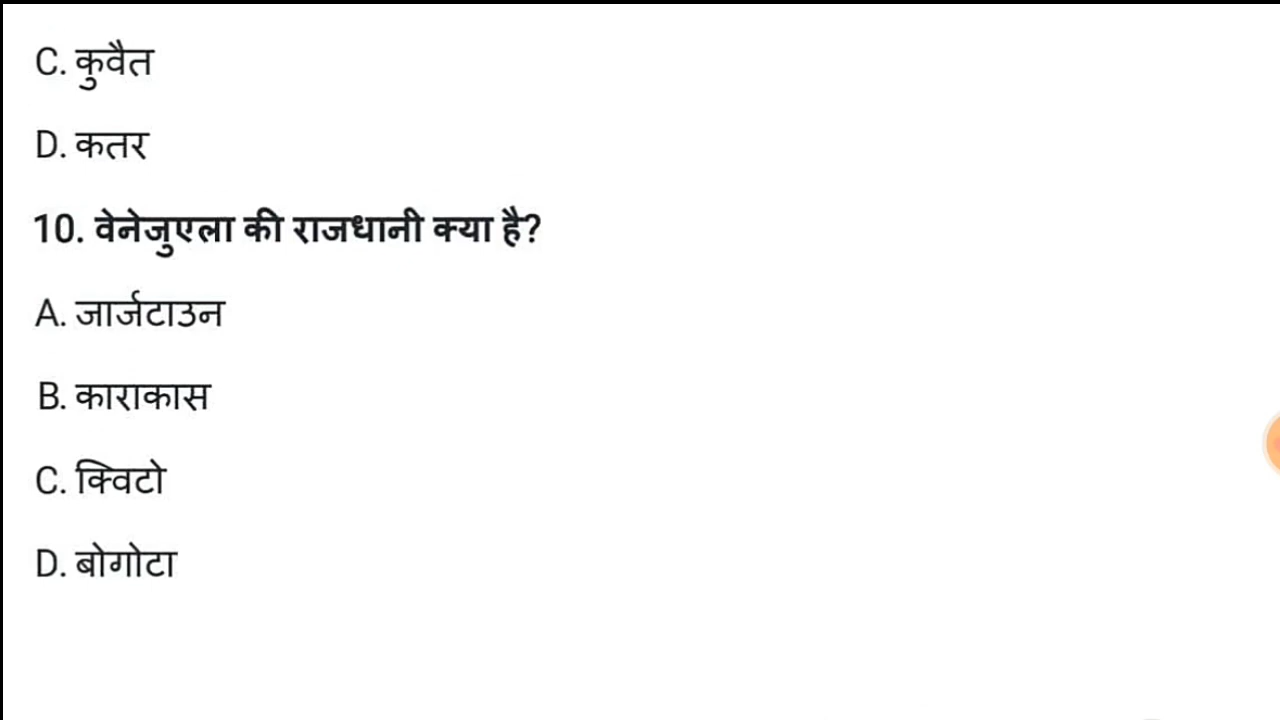 C. कुवैत
D. कतर
10. वेनेजुएला की राजधानी क्या है?
A. जार्जटाउन
B. काराकास
C. क्विटो
D. बोगोटा